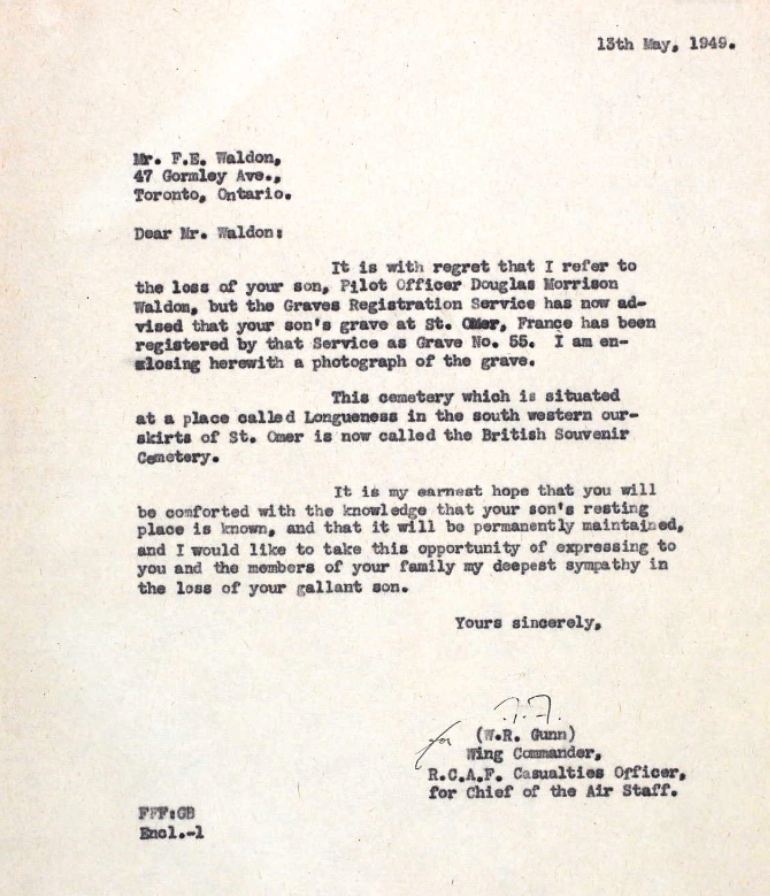 13th May, 1949.
Mr. F.E. Waldon,
47 Gormley Ave.,
Toronto, Ontario.
Dear Mr. Waldon:
It is with regret that I refer to
the loss of your son, Pilot Officer Douglas Morrison
Waldon, but the Graves Registration Service has now ad-
vised that your son's grave at St. Omer, France has been
registered by that Service as Grave No. 55. I am en-
closing herewith a photograph of the grave.
This cemetery which is situated
at a place called Longueness in the south western our-
skirts of St. Omer is now called the British Souvenir
Cemetery.
It is my earnest hope that you will
be comforted with the knowledge that your son's resting
place is known, and that it will be permanently maintained,
and I would like to take this opportunity of expressing to
you and the members of your family my deepest sympathy in
the loss of your gallant son.
Yours sincerely,
for (W.R. Gunn)
Wing Commander,
R.C.A.F. Casualties Officer,
for Chief of the Air Staff.
FFF:GB
Encl.-1